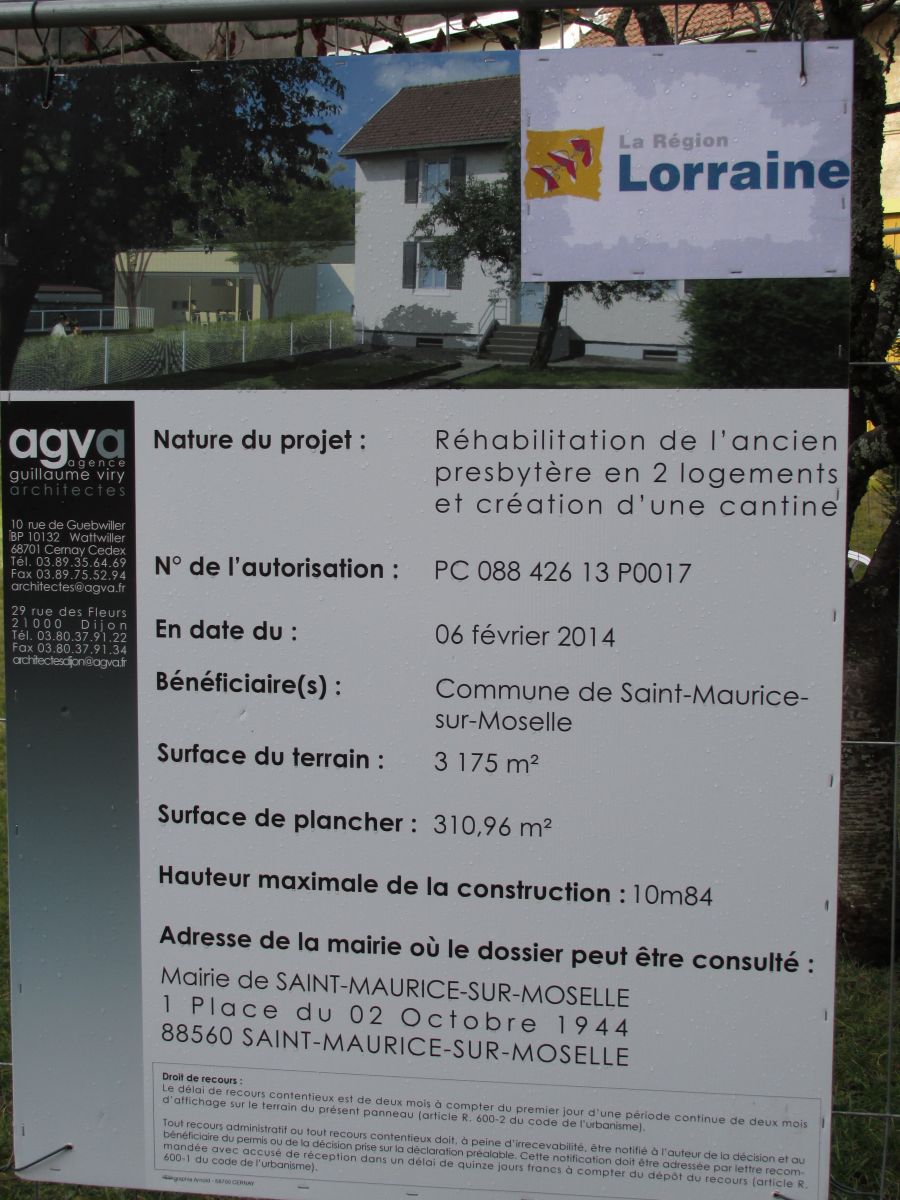 La Région
Lorraine
agva
agence
guillaume viry
architectes
10 rue de Guebwiller
BP 10132 Wattwiller
68701 Cernay Cedex
Tél. 03.89.35.64.69
Fax 03.89.75.52.94
architectes@agva.fr
29 rue des Fleurs
21000 Dijon
Tél. 03.80.37.91.22
Fax 03.80.37.91.34
architectesdijon@agva.fr
Nature du projet : Réhabilitation de l'ancien
presbytère en 2 logements
et création d'une cantine
N° de l'autorisation : PC 088 426 13 P0017
En date du : 06 février 2014
Bénéficiaire(s) : Commune de Saint-Maurice-
sur-Moselle
Surface du terrain : 3 175 m²
Surface de plancher : 310,96 m²
Hauteur maximale de la construction : 10m84
Adresse de la mairie où le dossier peut être consulté :
Mairie de SAINT-MAURICE-SUR-MOSELLE
1 Place du 02 Octobre 1944
88560 SAINT-MAURICE-SUR-MOSELLE
Droit de recours :
Le délai de recours contentieux est de deux mois à compter du premier jour d'une période continue de deux mois
d'affichage sur le terrain du présent panneau (article R. 600-2 du code de l'urbanisme).
Tout recours administratif ou tout recours contentieux doit, à peine d'irrecevabilité, être notifié à l'auteur de la décision et au
bénéficiaire du permis ou de la décision prise sur la déclaration préalable. Cette notification doit être adressée par lettre recom-
mandée avec accusé de réception dans un délai de quinze jours francs à compter du dépôt du recours (article R.
600-1 du code de l'urbanisme).
Arnold - 68700 CERNAY